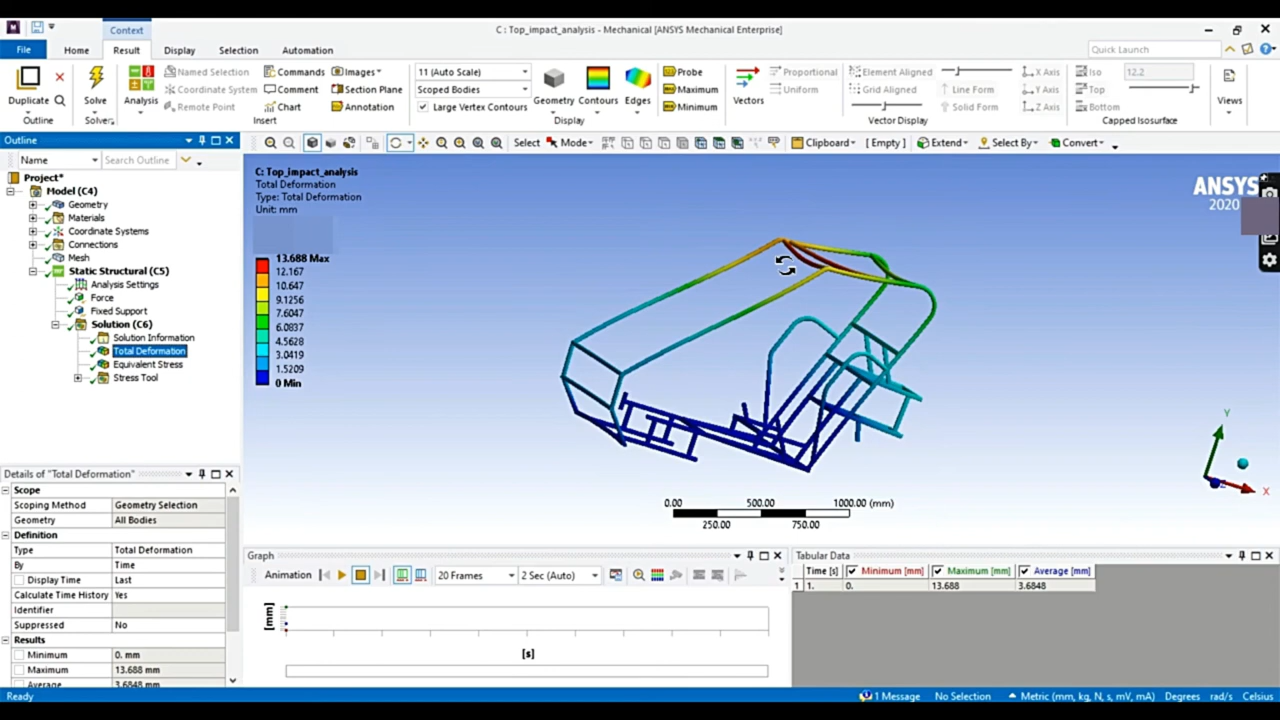 Context
C : Top_impact_analysis - Mechanical [ANSYS Mechanical Enterprise]
File Home Result Display Selection Automation Quick Launch
Duplicate Solve Analysis Named Selection Commands Images 11 (Auto Scale) Geometry Contours Edges Probe Vectors Proportional Element Aligned X Axis Iso 12.2 Views
Coordinate System Comment Section Plane Scoped Bodies Maximum Uniform Grid Aligned Line Form Y Axis Top
Remote Point Chart Annotation Large Vertex Contours Minimum Solid Form Z Axis Bottom
Outline Solver Insert Display Vector Display Capped Isosurface
Outline
Select Mode Clipboard [ Empty ] Extend Select By Convert
Name Search Outline
Project*
Model (C4)
Geometry
Materials
Coordinate Systems
Connections
Mesh
Static Structural (C5)
Analysis Settings
Force
Fixed Support
Solution (C6)
Solution Information
Total Deformation
Equivalent Stress
Stress Tool
C: Top_impact_analysis
Total Deformation
Type: Total Deformation
Unit: mm
13.688 Max
12.167
10.647
9.1256
7.6047
6.0837
4.5628
3.0419
1.5209
0 Min
ANSYS
2020
0.00 500.00 1000.00 (mm)
250.00 750.00
Y
X
Z
Details of "Total Deformation"
Scope
Scoping Method Geometry Selection
Geometry All Bodies
Definition
Type Total Deformation
By Time
Display Time Last
Calculate Time History Yes
Identifier
Suppressed No
Results
Minimum 0. mm
Maximum 13.688 mm
Average 3.6848 mm
Graph
Animation 20 Frames 2 Sec (Auto)
[mm]
[s]
Tabular Data
Time [s] Minimum [mm] Maximum [mm] Average [mm]
1 1. 0. 13.688 3.6848
Ready 1 Message No Selection Metric (mm, kg, N, s, mV, mA) Degrees rad/s Celsius